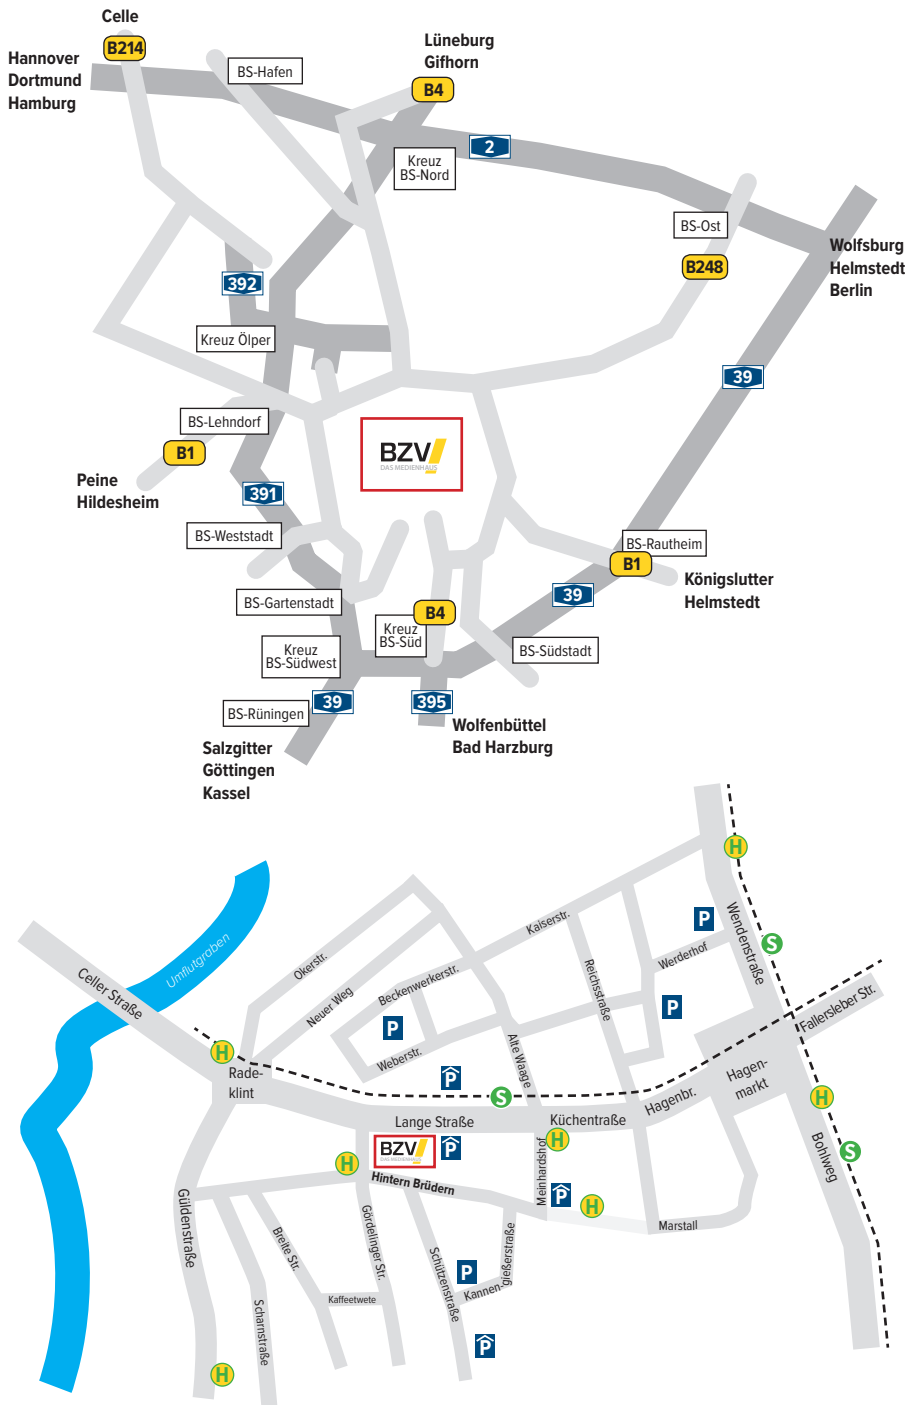 Celle
B214
Hannover
Dortmund
Hamburg
BS-Hafen
Lüneburg
Gifhorn
B4
2
Kreuz
BS-Nord
BS-Ost
B248
Wolfsburg
Helmstedt
Berlin
392
Kreuz Ölper
39
BS-Lehndorf
B1
Peine
Hildesheim
BZV
DAS MEDIENHAUS
391
BS-Weststadt
BS-Rautheim
B1
Königslutter
Helmstedt
BS-Gartenstadt
39
B4
Kreuz
BS-Süd
Kreuz
BS-Südwest
BS-Südstadt
39
395
BS-Rüningen
Wolfenbüttel
Bad Harzburg
Salzgitter
Göttingen
Kassel
H
Umflutgraben
Celler Straße
Okerstr.
Neuer Weg
Beckenwerkerstr.
Kaiserstr.
P
Wendenstraße
S
Werderhof
Reichsstraße
P
P
Weberstr.
Alte Waage
Fallersleber Str.
H
Rade-
klint
P
S
Hagen-
markt
Hagenbr.
H
Lange Straße
Küchentraße
H
BZV
DAS MEDIENHAUS
P
Bohlweg
S
H
Hintern Brüdern
Meinhardshof
P
H
Marstall
Güldenstraße
Breite Str.
Gördelinger Str.
Schützenstraße
P
Kannen-
gießerstraße
Kaffeetwete
Scharnstraße
P
H